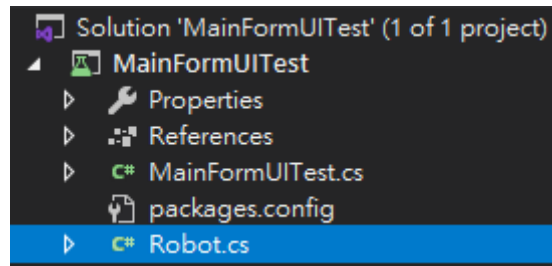 Solution 'MainFormUITest' (1 of 1 project)
MainFormUITest
Properties
References
C# MainFormUITest.cs
packages.config
C# Robot.cs